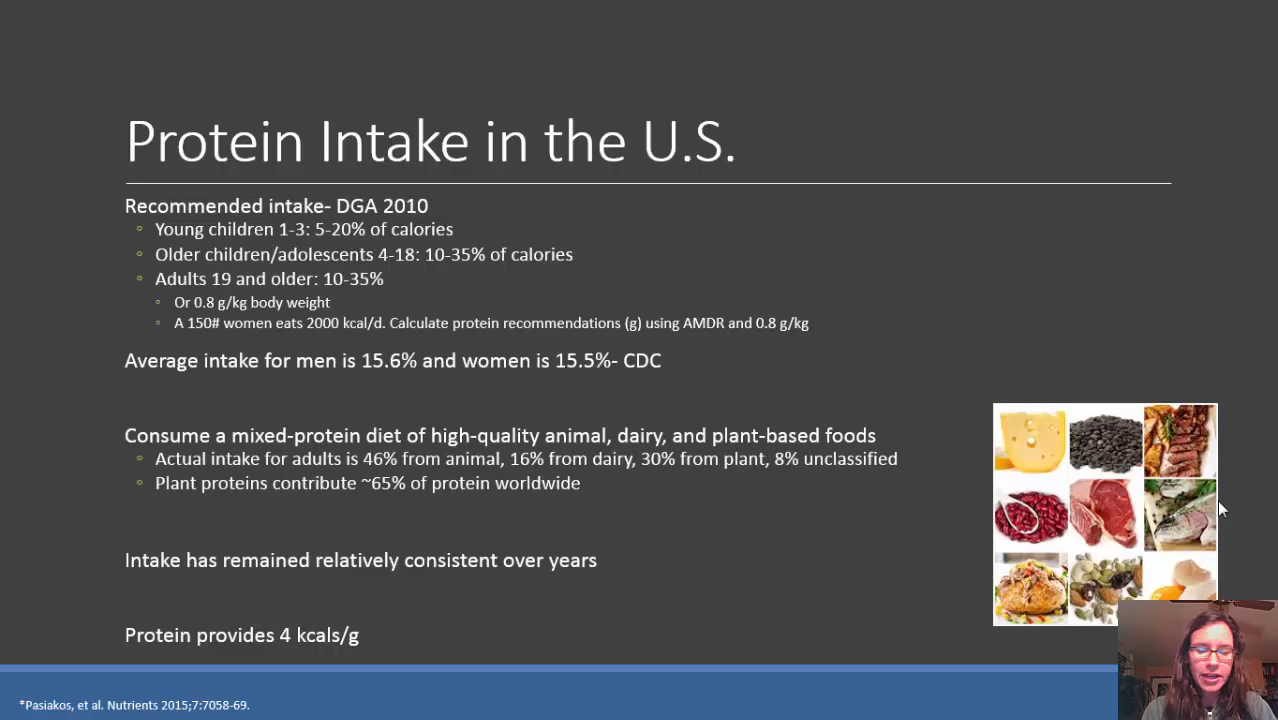 Protein Intake in the U.S.
Recommended intake- DGA 2010
Young children 1-3: 5-20% of calories
Older children/adolescents 4-18: 10-35% of calories
Adults 19 and older: 10-35%
Or 0.8 g/kg body weight
A 150# women eats 2000 kcal/d. Calculate protein recommendations (g) using AMDR and 0.8 g/kg
Average intake for men is 15.6% and women is 15.5%- CDC
Consume a mixed-protein diet of high-quality animal, dairy, and plant-based foods
Actual intake for adults is 46% from animal, 16% from dairy, 30% from plant, 8% unclassified
Plant proteins contribute ~65% of protein worldwide
Intake has remained relatively consistent over years
Protein provides 4 kcals/g
*Pasiakos, et al. Nutrients 2015;7:7058-69.